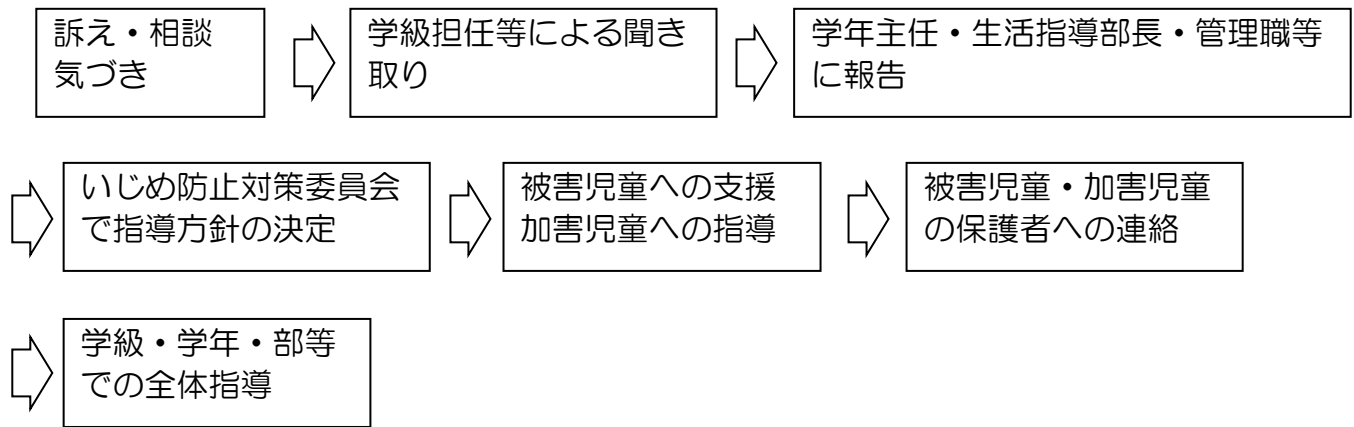 訴え・相談
気づき
学級担任等による聞き
取り
学年主任・生活指導部長・管理職等
に報告
いじめ防止対策委員会
で指導方針の決定
被害児童への支援
加害児童への指導
被害児童・加害児童
の保護者への連絡
学級・学年・部等
での全体指導